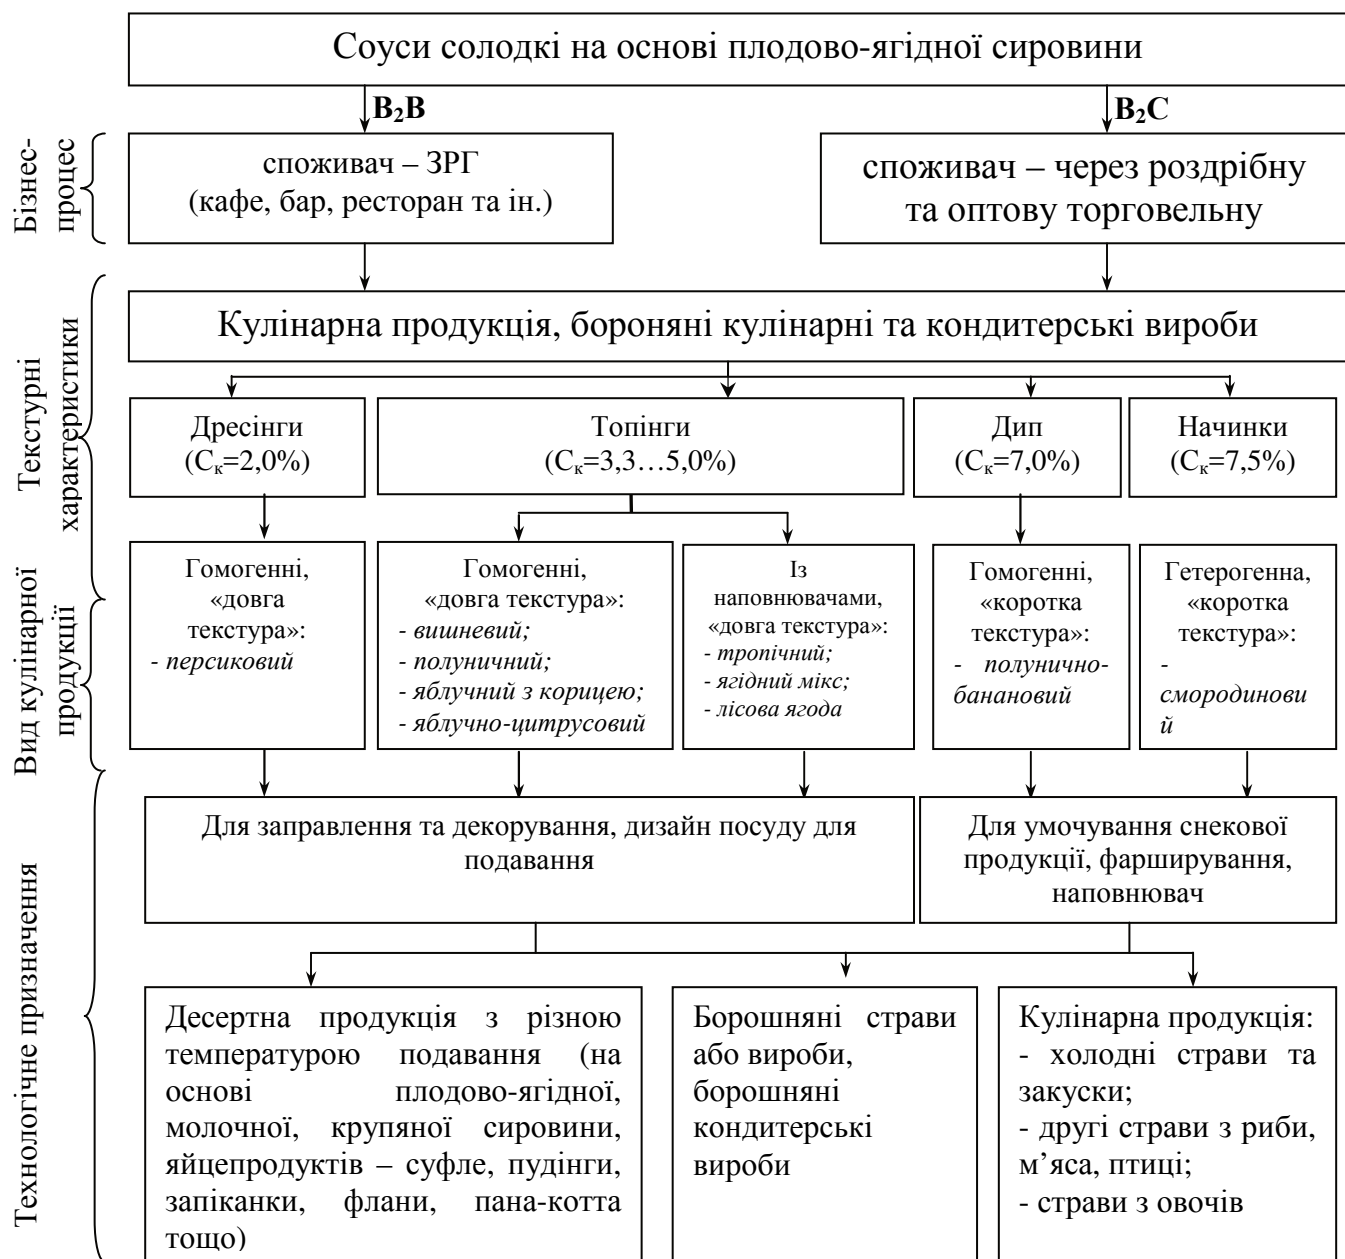 Соуси солодкі на основі плодово-ягідної сировини
В₂В
В₂С
Бізнес-
процес
споживач – ЗРГ
(кафе, бар, ресторан та ін.)
споживач – через роздрібну
та оптову торговельну
Текстурні
характеристики
Кулінарна продукція, бороняні кулінарні та кондитерські вироби
Дресінги
(Cк=2,0%)
Топінги
(Cк=3,3…5,0%)
Дип
(Cк=7,0%)
Начинки
(Cк=7,5%)
Вид кулінарної
продукції
Гомогенні,
«довга
текстура»:
- персиковий
Гомогенні,
«довга текстура»:
- вишневий;
- полуничний;
- яблучний з корицею;
- яблучно-цитрусовий
Із
наповнювачами,
«довга текстура»:
- тропічний;
- ягідний мікс;
- лісова ягода
Гомогенні,
«коротка
текстура»:
- полунично-
банановий
Гетерогенна,
«коротка
текстура»:
-
смородинови
й
Технологічне призначення
Для заправлення та декорування, дизайн посуду для
подавання
Для умочування снекової
продукції, фарширування,
наповнювач
Десертна продукція з різною
температурою подавання (на
основі плодово-ягідної,
молочної, крупяної сировини,
яйцепродуктів – суфле, пудінги,
запіканки, флани, пана-котта
тощо)
Борошняні страви
або вироби,
борошняні
кондитерські
вироби
Кулінарна продукція:
- холодні страви та
закуски;
- другі страви з риби,
м’яса, птиці;
- страви з овочів